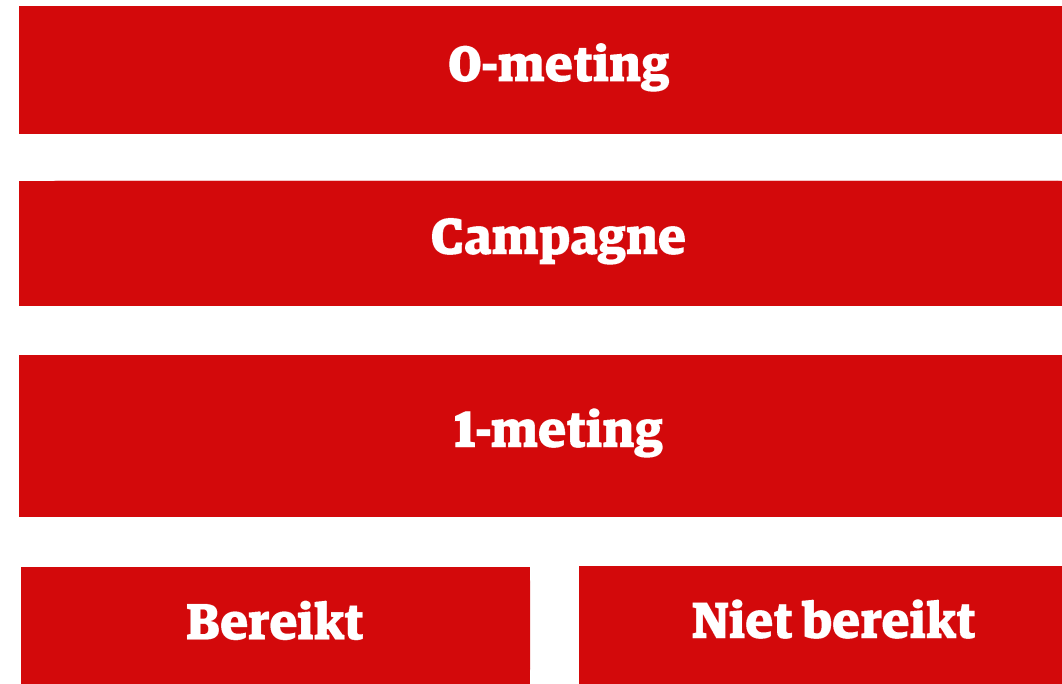 0-meting
Campagne
1-meting
Bereikt
Niet bereikt